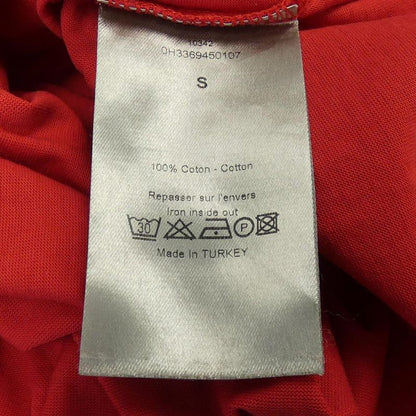 10342
0H3369450107
S
100% Coton - Cotton
Repasser sur l'envers
Iron inside out
30 P
Made in TURKEY